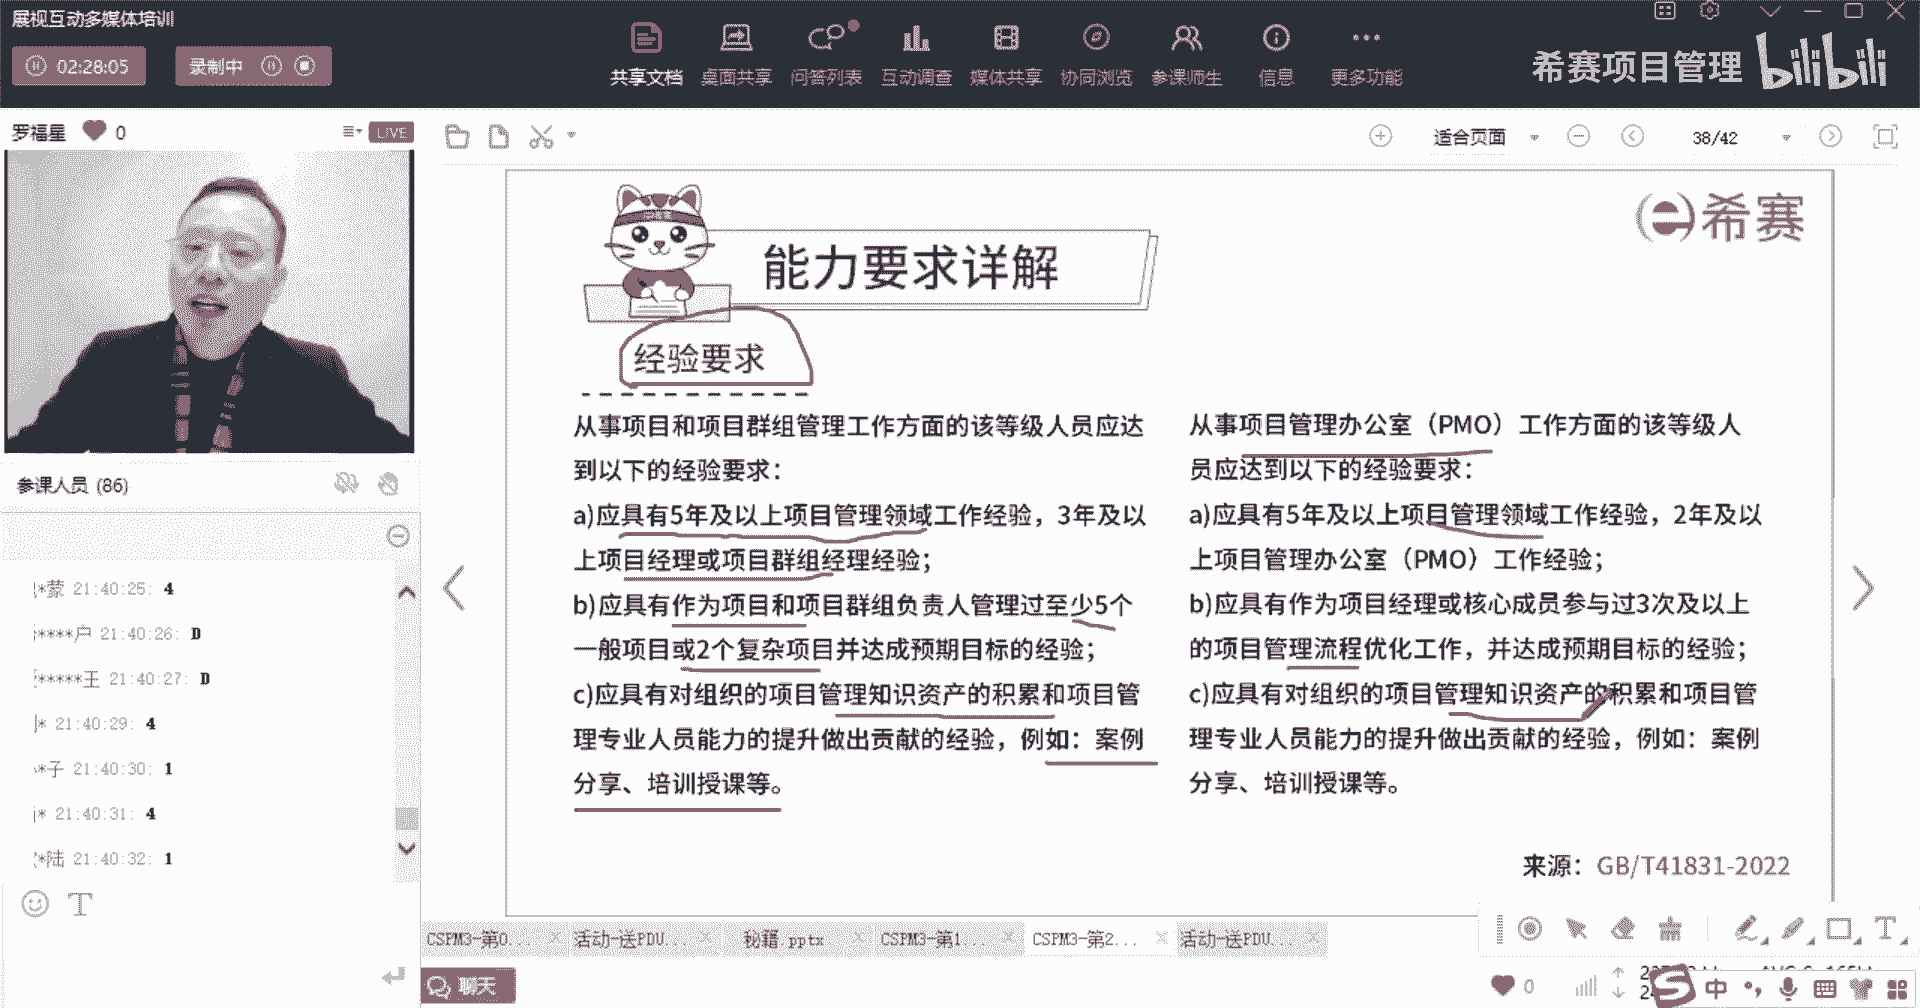 展视互动多媒体培训
02:28:05
录制中
共享文档 桌面共享 问答列表 互动调查 媒体共享 协同浏览 参课师生 信息 更多功能
希赛项目管理 bilibili
罗福星 0
LIVE
适合页面
38/42
希赛
能力要求详解
经验要求
从事项目和项目群组管理工作方面的该等级人员应达
到以下的经验要求：
a)应具有5年及以上项目管理领域工作经验，3年及以
上项目经理或项目群组经理经验；
b)应具有作为项目和项目群组负责人管理过至少5个
一般项目或2个复杂项目并达成预期目标的经验；
c)应具有对组织的项目管理知识资产的积累和项目管
理专业人员能力的提升做出贡献的经验，例如：案例
分享、培训授课等。
从事项目管理办公室（PMO）工作方面的该等级人
员应达到以下的经验要求：
a)应具有5年及以上项目管理领域工作经验，2年及以
上项目管理办公室（PMO）工作经验；
b)应具有作为项目经理或核心成员参与过3次及以上
的项目管理流程优化工作，并达成预期目标的经验；
c)应具有对组织的项目管理知识资产的积累和项目管
理专业人员能力的提升做出贡献的经验，例如：案例
分享、培训授课等。
来源：GB/T41831-2022
参课人员 (86)
*蒙 21:40:25: 4
****户 21:40:26: D
*****王 21:40:27: D
* 21:40:29: 4
*子 21:40:30: 1
* 21:40:31: 4
*陆 21:40:32: 1
CSPM3-第0... 活动-送PDU... 秘籍.pptx CSPM3-第1... CSPM3-第2... 活动-送PDU...
聊天
0
中